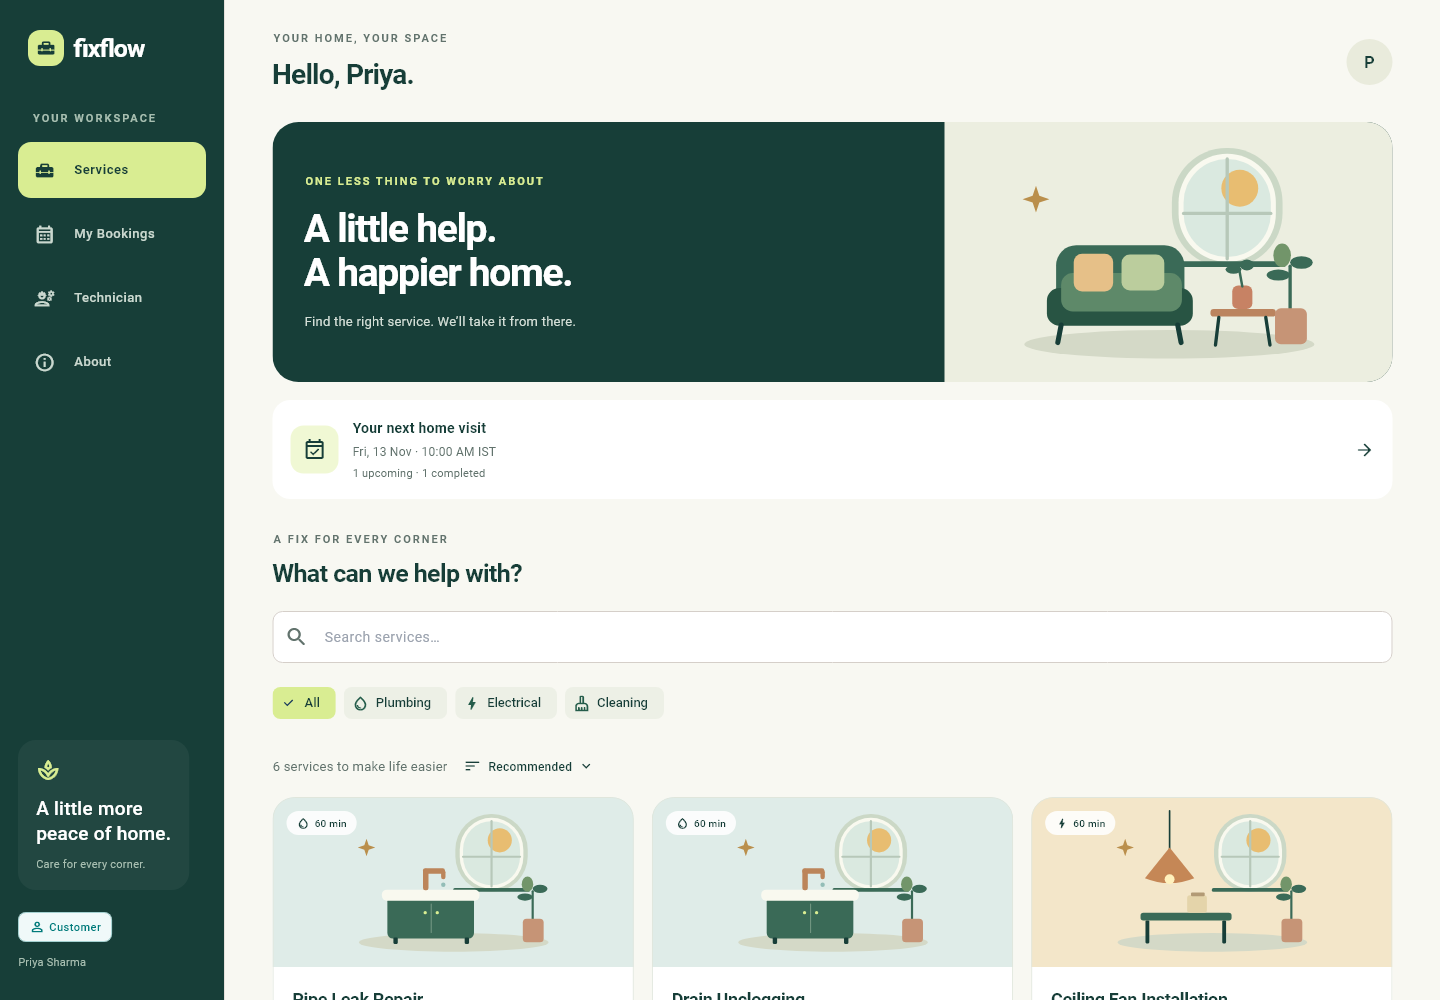 fixflow
YOUR WORKSPACE
Services
My Bookings
Technician
About
A little more
peace of home.
Care for every corner.
Customer
Priya Sharma
YOUR HOME, YOUR SPACE
Hello, Priya.
P
ONE LESS THING TO WORRY ABOUT
A little help.
A happier home.
Find the right service. We’ll take it from there.
Your next home visit
Fri, 13 Nov · 10:00 AM IST
1 upcoming · 1 completed
A FIX FOR EVERY CORNER
What can we help with?
Search services…
All
Plumbing
Electrical
Cleaning
6 services to make life easier
Recommended
60 min
60 min
60 min
Pipe Leak Repair
Drain Unclogging
Ceiling Fan Installation